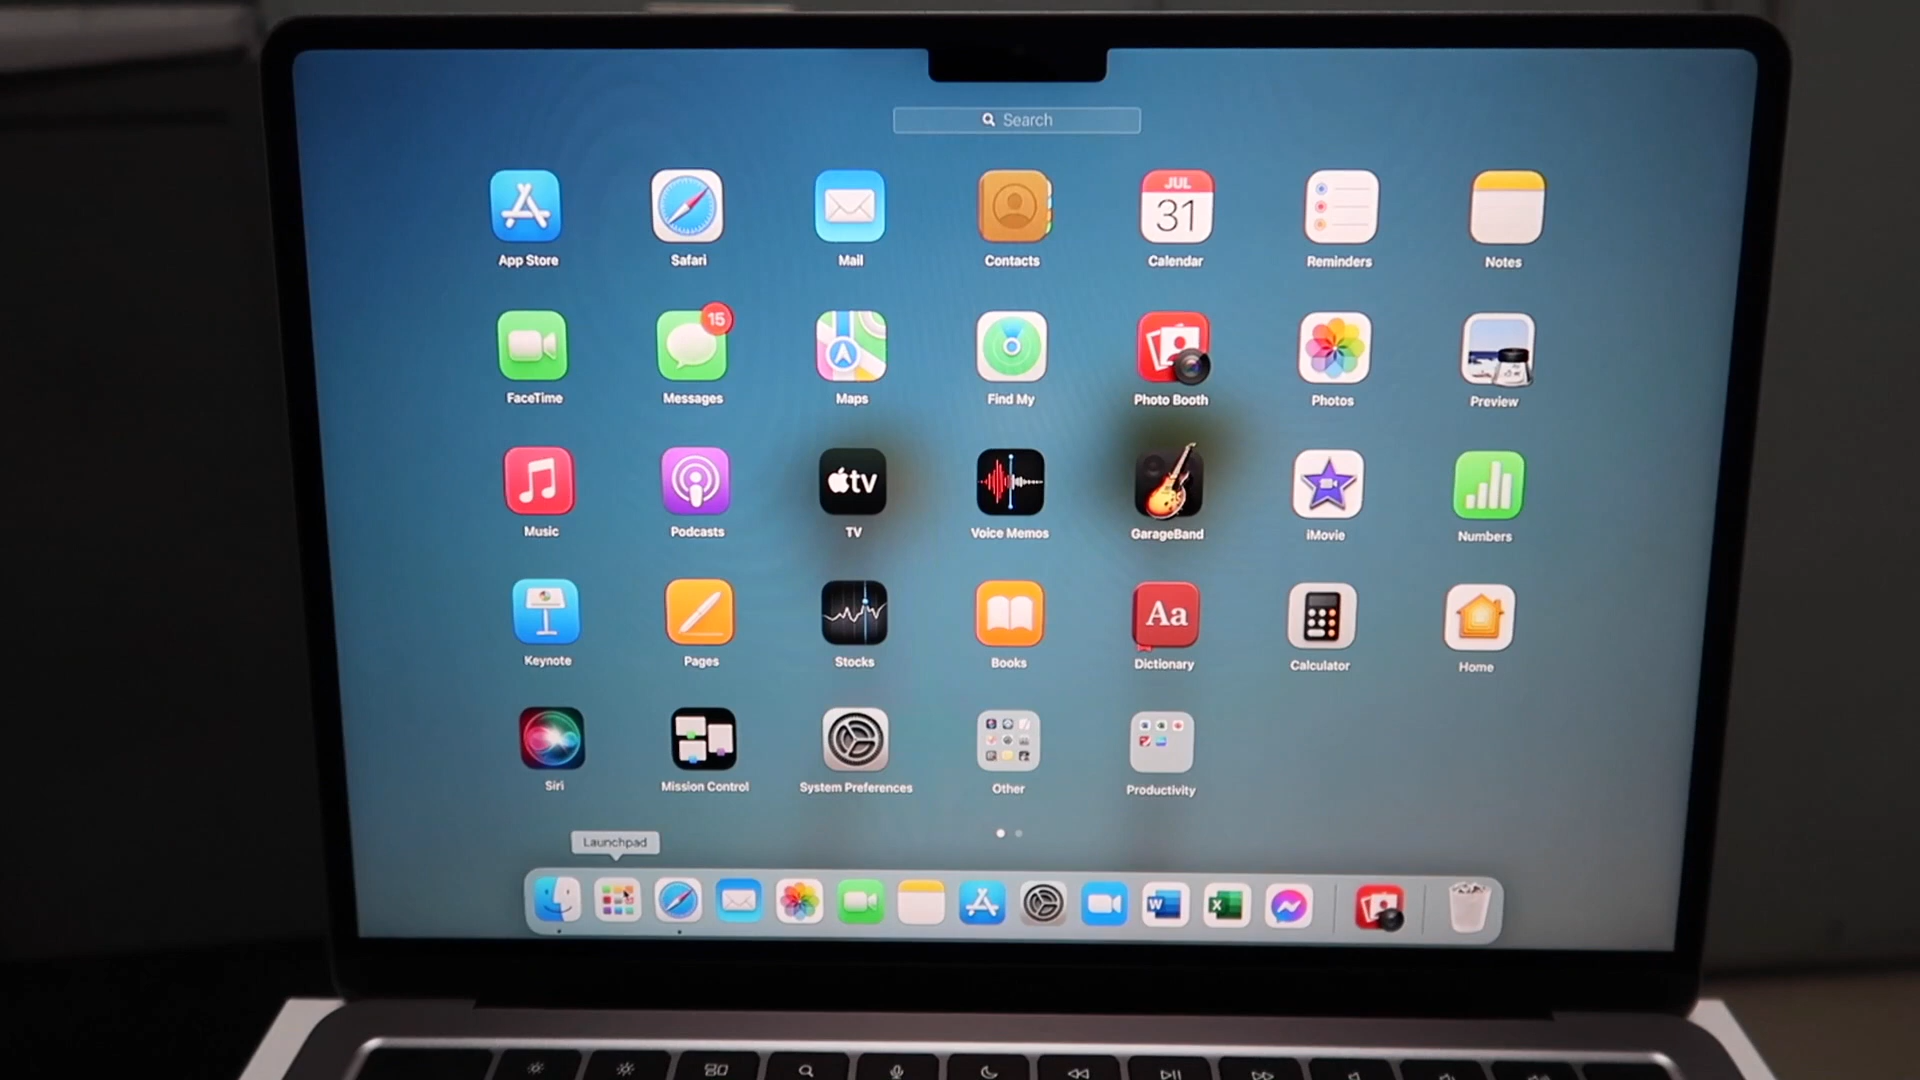 Search
App Store Safari Mail Contacts JUL 31 Calendar Reminders Notes
FaceTime 15 Messages Maps Find My Photo Booth Photos Preview
Music Podcasts tv TV Voice Memos GarageBand iMovie Numbers
Keynote Pages Stocks Books Aa Dictionary Calculator Home
Siri Mission Control System Preferences Other Productivity
Launchpad
W X